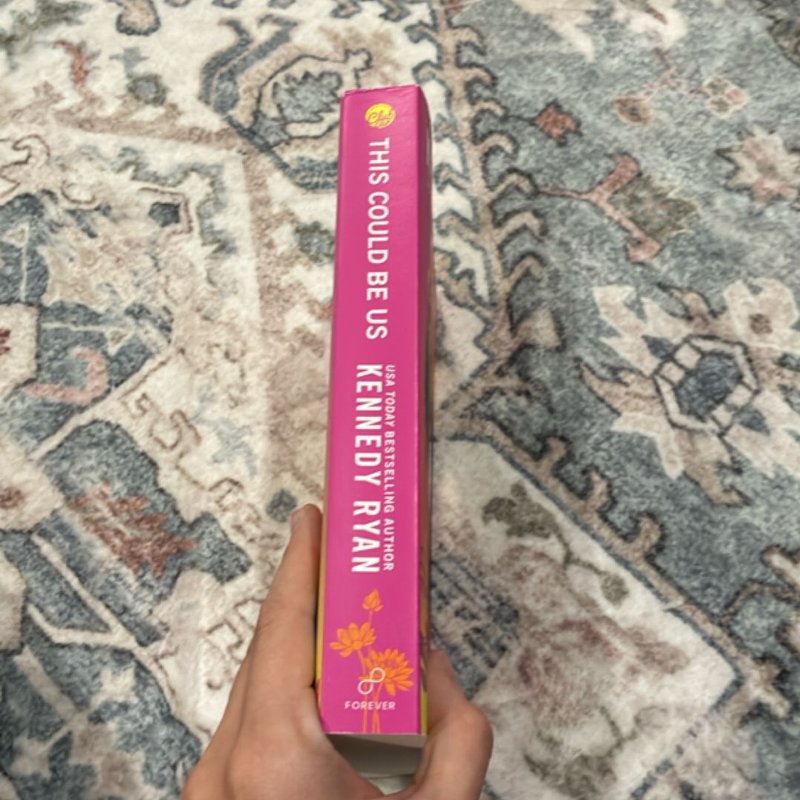 THIS COULD BE US
USA TODAY BESTSELLING AUTHOR
KENNEDY RYAN
FOREVER